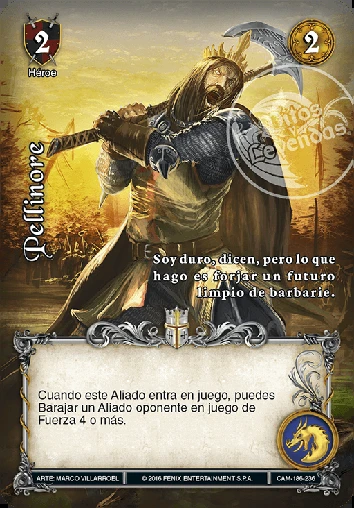 2
Héroe
2
Mitos
y
Leyendas
Pellinore
Soy duro, dicen, pero lo que
hago es forjar un futuro
limpio de barbarie.
Cuando este Aliado entra en juego, puedes
Barajar un Aliado oponente en juego de
Fuerza 4 o más.
ARTE: MARCO VILLARROEL
© 2016 FENIX ENTERTAINMENT S.P.A.
CAM-186-236